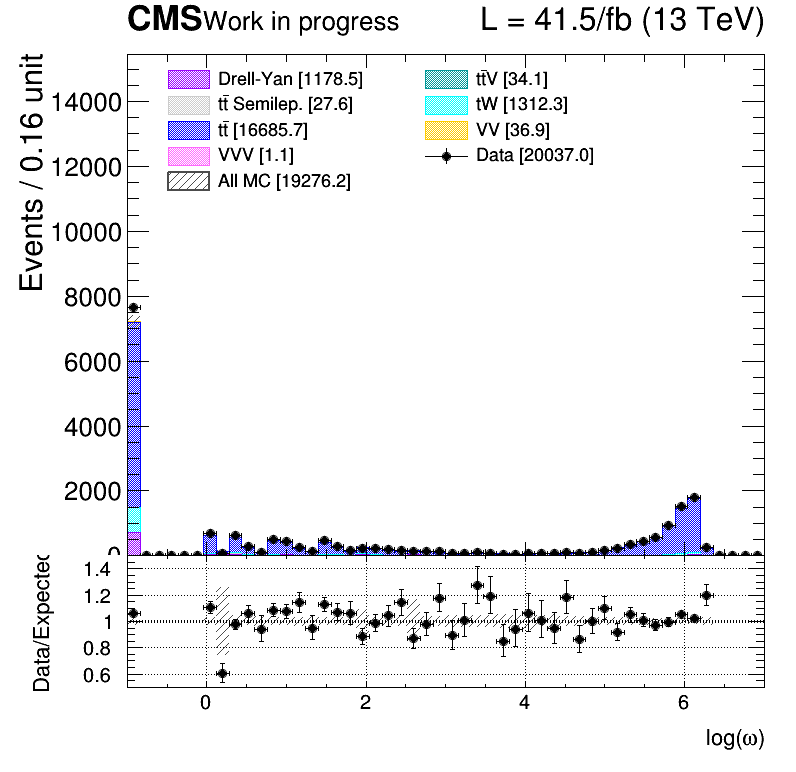 CMS Work in progress L = 41.5/fb (13 TeV)
Events / 0.16 unit
14000
12000
10000
8000
6000
4000
2000
0
Drell-Yan [1178.5]
tt̄ Semilep. [27.6]
tt̄ [16685.7]
VVV [1.1]
All MC [19276.2]
tt̄V [34.1]
tW [1312.3]
VV [36.9]
Data [20037.0]
Data/Expected
1.4
1.2
1
0.8
0.6
0 2 4 6
log(ω)